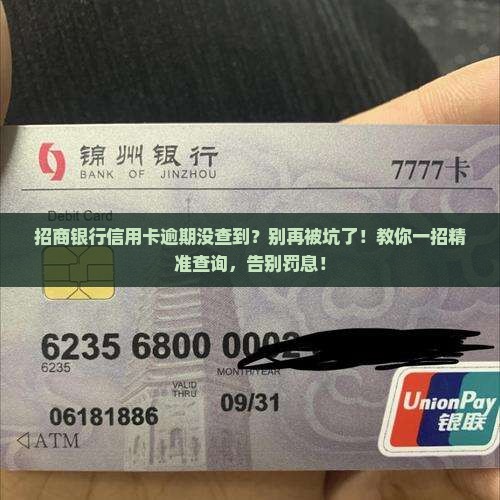 锦州银行
BANK OF JINZHOU
7777卡
Debit Card
招商银行信用卡逾期没查到？别再被坑了！教你一招精
准查询，告别罚息！
6235 6800 0002
6235
MONTH/YEAR
VALID
THRU
09/31
06181886
◁ATM
UnionPay
银联